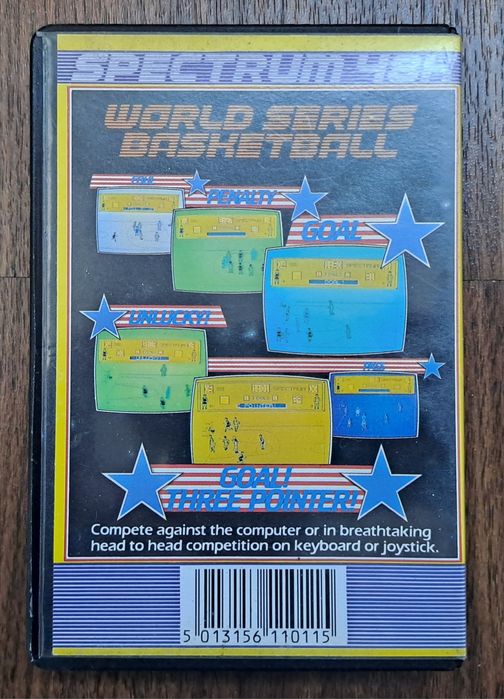 SPECTRUM 48K
WORLD SERIES
BASKETBALL
PENALTY
GOAL
UNLUCKY!
POINTER!
GOAL!
THREE POINTER!
Compete against the computer or in breathtaking
head to head competition on keyboard or joystick.
5 013156 110115